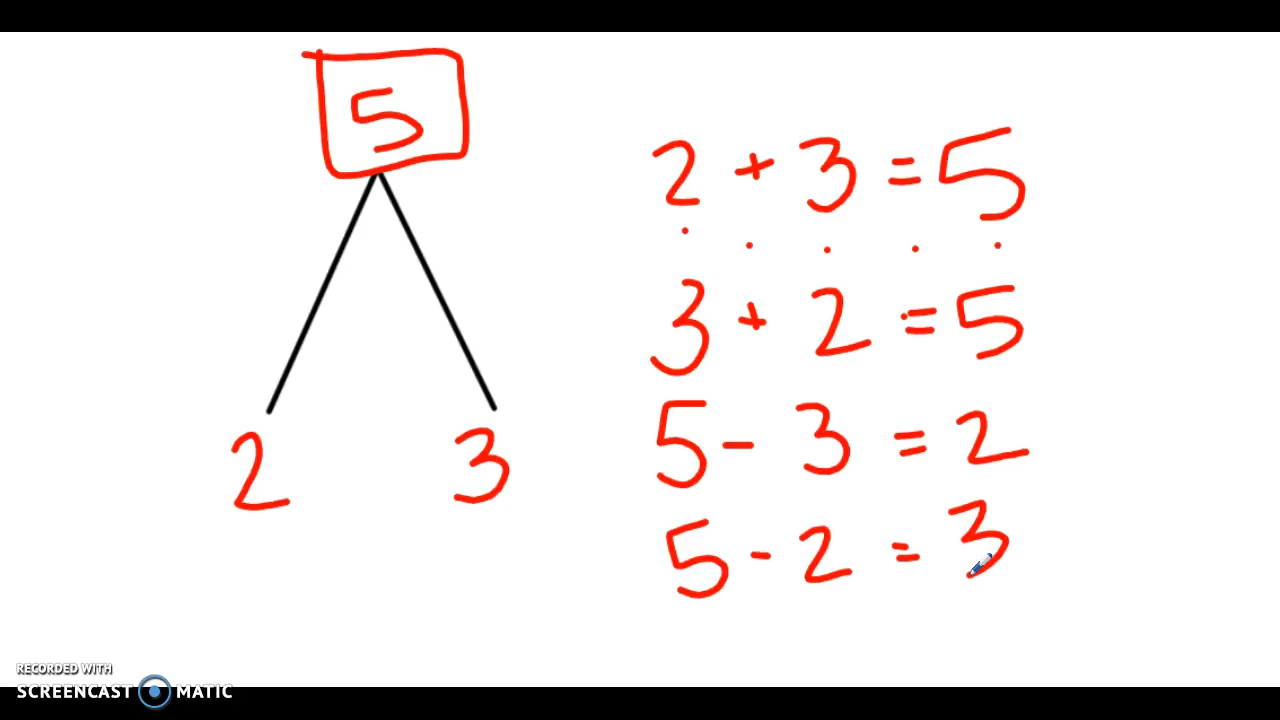 5
2 3
2 + 3 = 5
3 + 2 = 5
5 - 3 = 2
5 - 2 = 3
RECORDED WITH
SCREENCAST MATIC